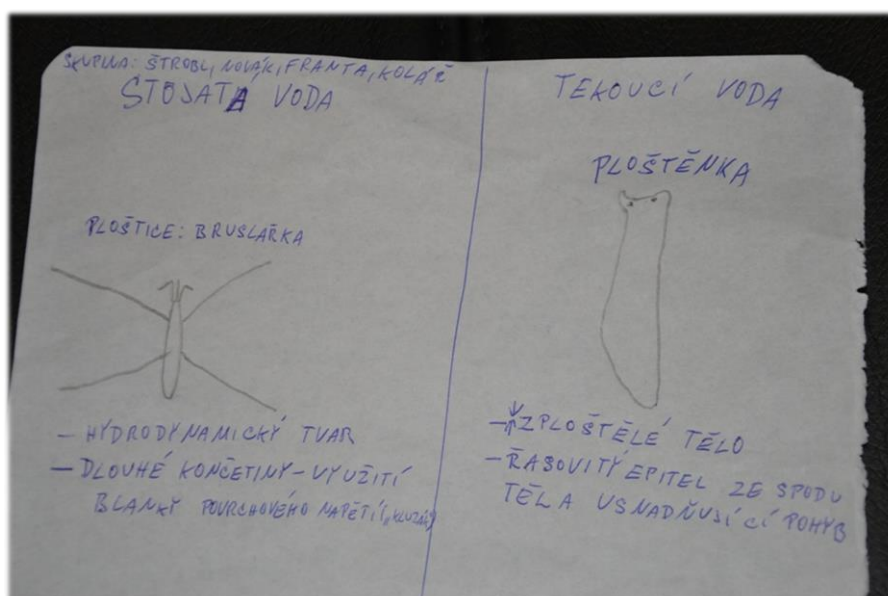 SKUPINA: ŠTROBL, NOVÁK, FRANTA, KOLÁŘ
STOJATÁ VODA
PLOŠTICE: BRUSLAŘKA
– HYDRODYNAMICKÝ TVAR
– DLOUHÉ KONČETINY – VYUŽITÍ
BLANKY POVRCHOVÉHO NAPĚTÍ („KLUZÁK“)
TEKOUCÍ VODA
PLOŠTĚNKA
– ZPLOŠTĚLÉ TĚLO
– ŘASOVITÝ EPITEL ZE SPODU
TĚLA USNADŇUJÍCÍ POHYB